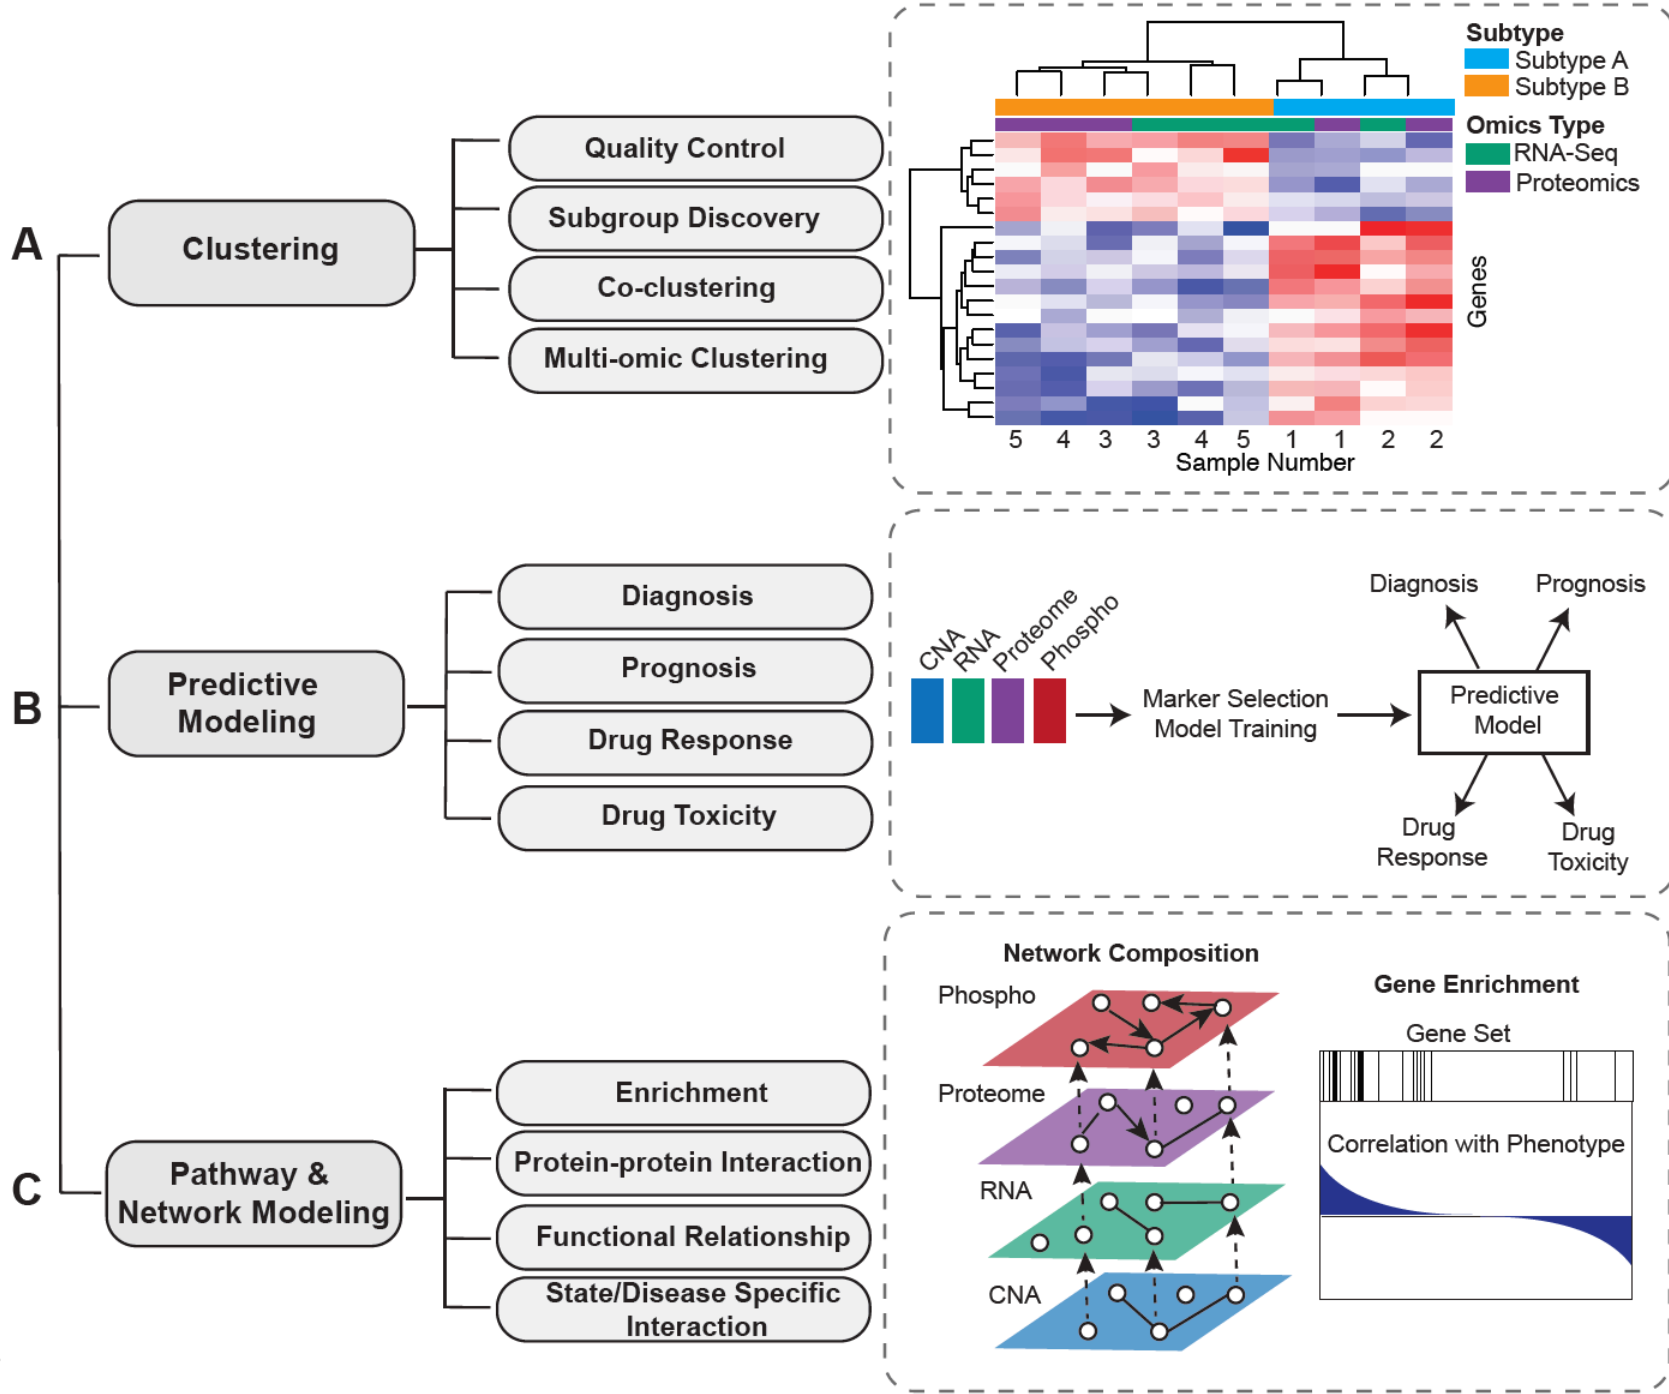 A
Clustering
Quality Control
Subgroup Discovery
Co-clustering
Multi-omic Clustering
Subtype
Subtype A
Subtype B
Omics Type
RNA-Seq
Proteomics
Genes
5 4 3 3 4 5 1 1 2 2
Sample Number
B
Predictive
Modeling
Diagnosis
Prognosis
Drug Response
Drug Toxicity
CNA
RNA
Proteome
Phospho
Marker Selection
Model Training
Predictive
Model
Diagnosis
Prognosis
Drug
Response
Drug
Toxicity
C
Pathway &
Network Modeling
Enrichment
Protein-protein Interaction
Functional Relationship
State/Disease Specific
Interaction
Network Composition
Phospho
Proteome
RNA
CNA
Gene Enrichment
Gene Set
Correlation with Phenotype